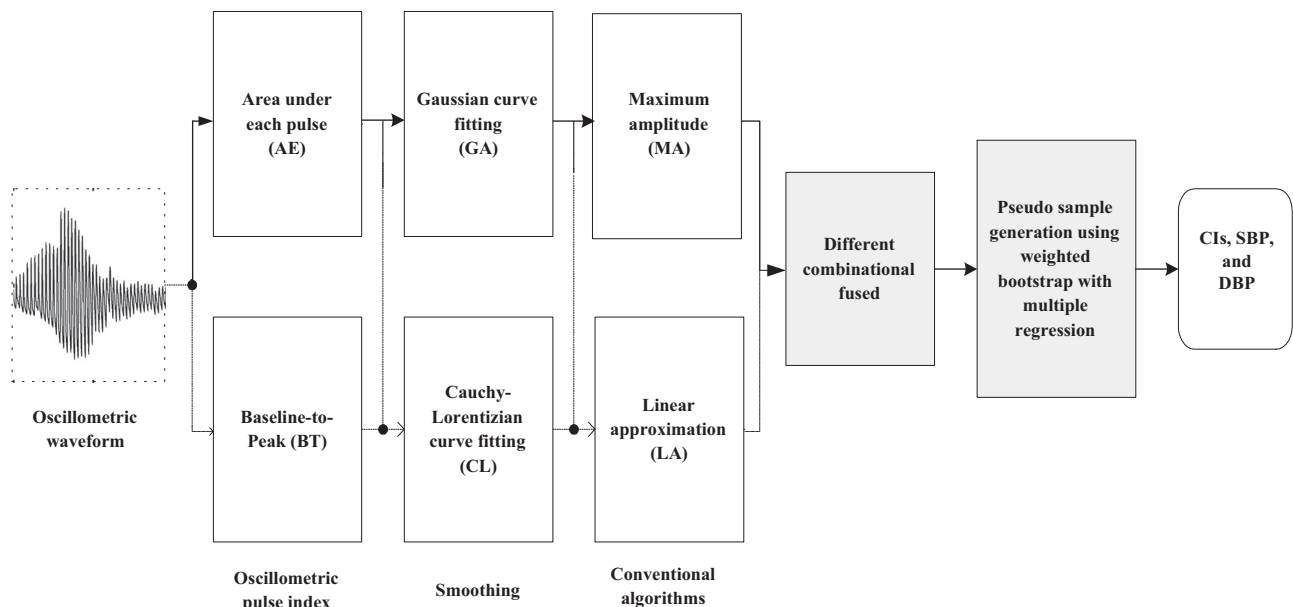 Area under
each pulse
(AE)
Gaussian curve
fitting
(GA)
Maximum
amplitude
(MA)
Different
combinational
fused
Pseudo sample
generation using
weighted
bootstrap with
multiple
regression
CIs, SBP,
and
DBP
Oscillometric
waveform
Baseline-to-
Peak (BT)
Cauchy-
Lorentizian
curve fitting
(CL)
Linear
approximation
(LA)
Oscillometric
pulse index
Smoothing
Conventional
algorithms